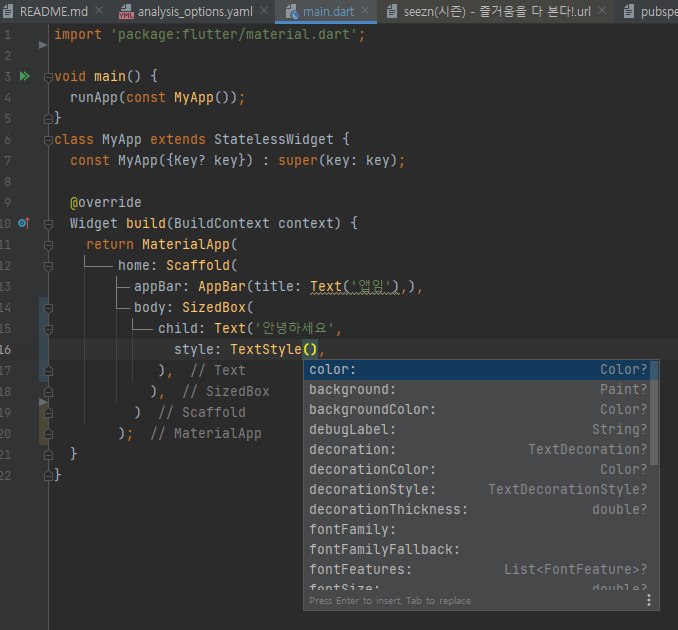 README.md analysis_options.yaml main.dart seezn(시즌) - 즐거움을 다 본다!.url pubspe
1 import 'package:flutter/material.dart';
2
3 void main() {
4 runApp(const MyApp());
5 }
6 class MyApp extends StatelessWidget {
7 const MyApp({Key? key}) : super(key: key);
8
9 @override
10 Widget build(BuildContext context) {
11 return MaterialApp(
12 home: Scaffold(
13 appBar: AppBar(title: Text('앱임'),),
14 body: SizedBox(
15 child: Text('안녕하세요',
16 style: TextStyle(),
17 ), // Text
18 ), // SizedBox
19 ) // Scaffold
20 ); // MaterialApp
21 }
22 }
color: Color?
background: Paint?
backgroundColor: Color?
debugLabel: String?
decoration: TextDecoration?
decorationColor: Color?
decorationStyle: TextDecorationStyle?
decorationThickness: double?
fontFamily:
fontFamilyFallback:
fontFeatures: List<FontFeature>?
fontSize: double?
Press Enter to insert, Tab to replace